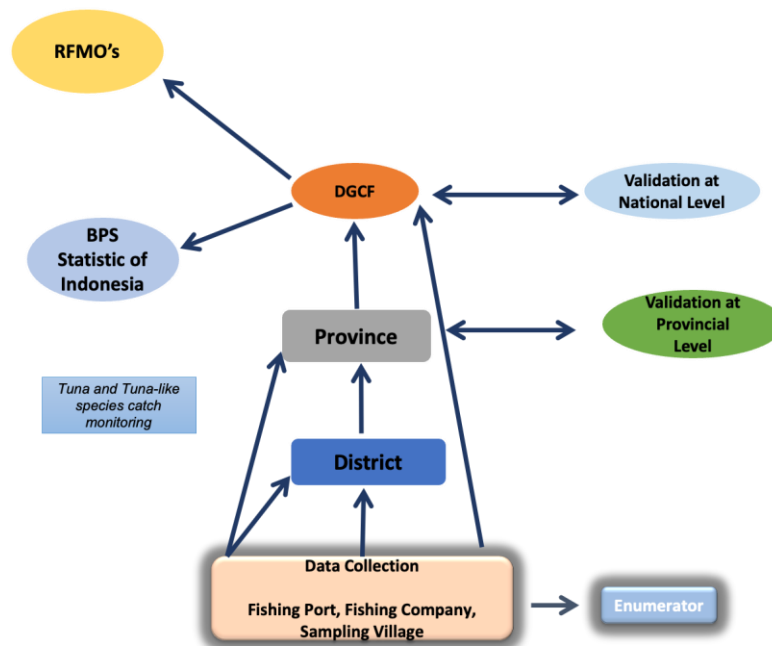 RFMO's
DGCF
Validation at
National Level
BPS
Statistic of
Indonesia
Province
Validation at
Provincial
Level
Tuna and Tuna-like
species catch
monitoring
District
Data Collection
Fishing Port, Fishing Company,
Sampling Village
Enumerator